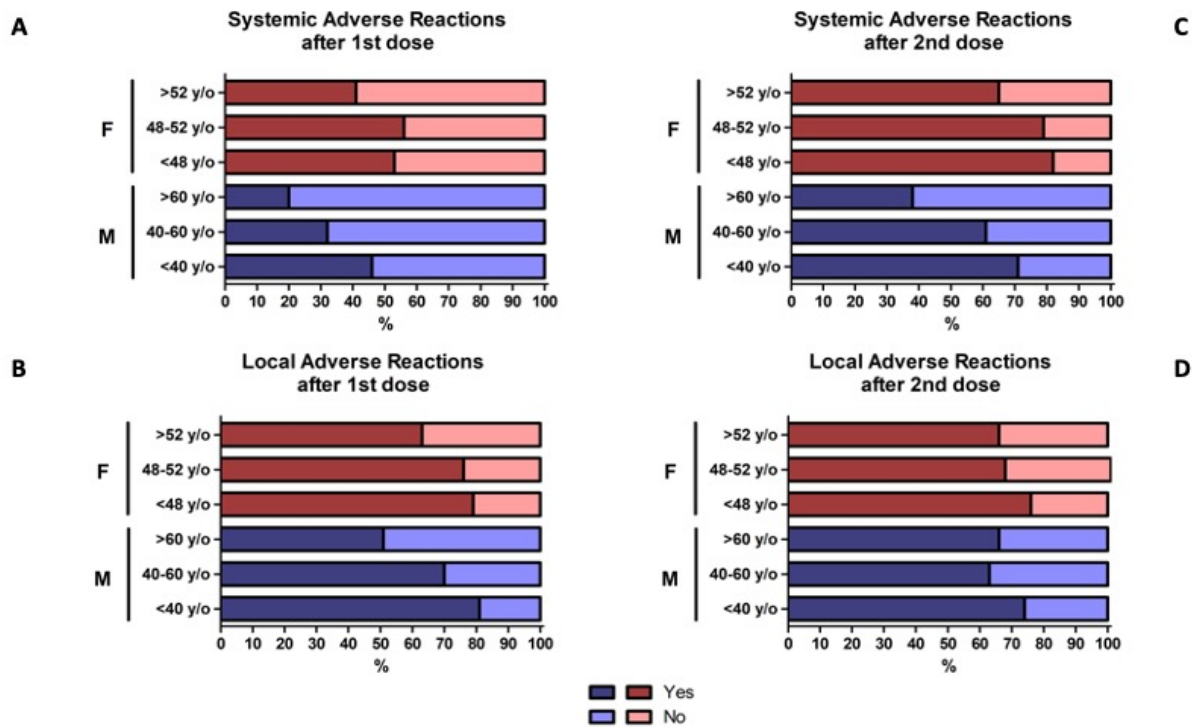 A
Systemic Adverse Reactions
after 1st dose
F
>52 y/o
48-52 y/o
<48 y/o
M
>60 y/o
40-60 y/o
<40 y/o
0 10 20 30 40 50 60 70 80 90 100
%
C
Systemic Adverse Reactions
after 2nd dose
F
>52 y/o
48-52 y/o
<48 y/o
M
>60 y/o
40-60 y/o
<40 y/o
0 10 20 30 40 50 60 70 80 90 100
%
B
Local Adverse Reactions
after 1st dose
F
>52 y/o
48-52 y/o
<48 y/o
M
>60 y/o
40-60 y/o
<40 y/o
0 10 20 30 40 50 60 70 80 90 100
%
D
Local Adverse Reactions
after 2nd dose
F
>52 y/o
48-52 y/o
<48 y/o
M
>60 y/o
40-60 y/o
<40 y/o
0 10 20 30 40 50 60 70 80 90 100
%
Yes
No